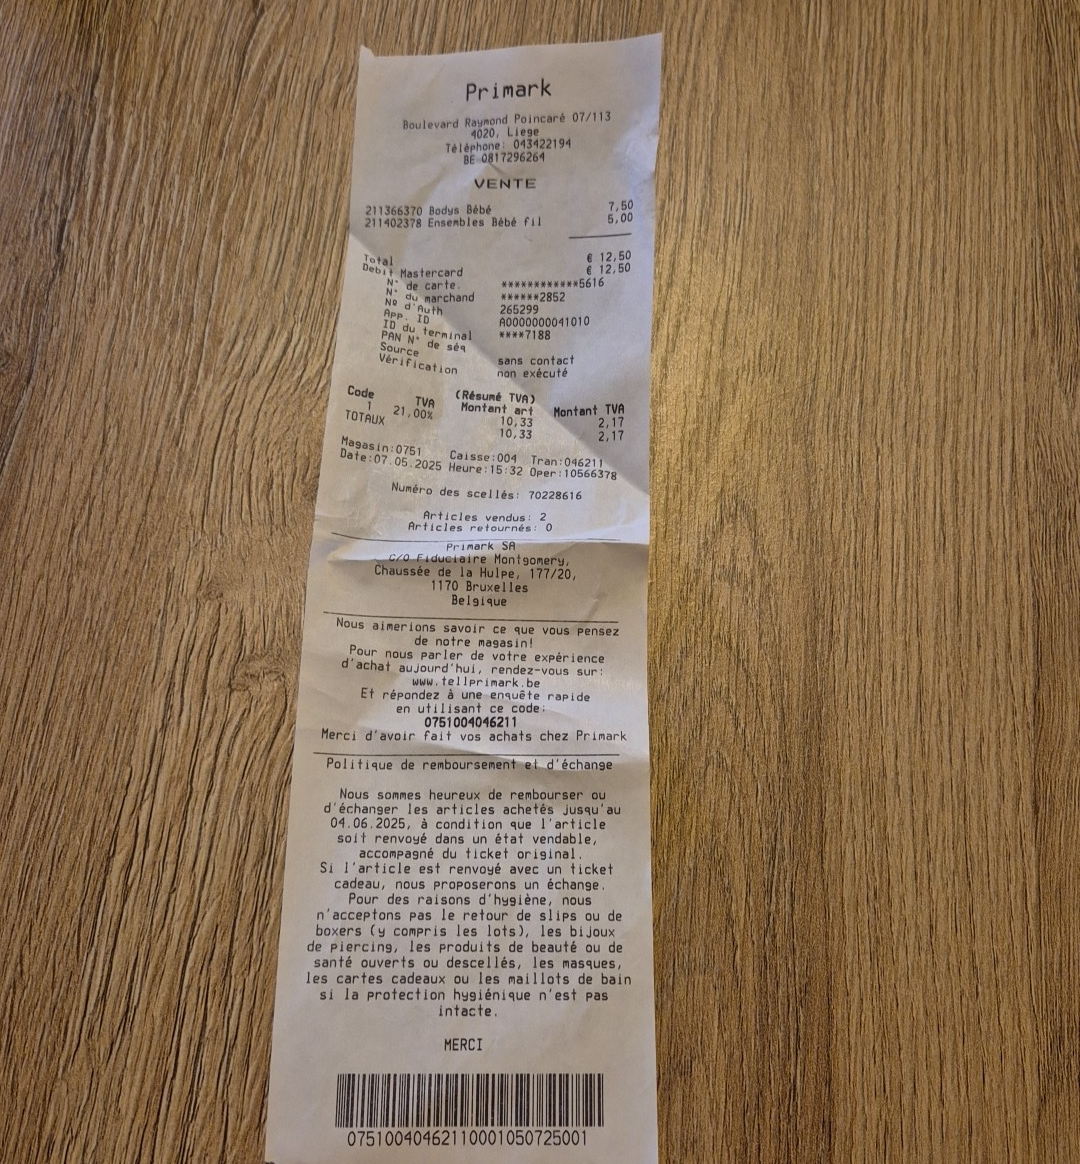 Primark
Boulevard Raymond Poincaré 07/113
4020, Liege
Téléphone: 043422194
BE 0817296264
VENTE
211366370 Bodys Bébé 7,50
211402378 Ensembles Bébé fil 5,00
Total € 12,50
Debit Mastercard € 12,50
N° de carte. ************5616
N° du marchand ******2852
Nº d'Auth 265299
App. ID A0000000041010
ID du terminal ****7188
PAN N° de séq
Source sans contact
Vérification non exécuté
(Résumé TVA)
Code TVA Montant art Montant TVA
1 21,00% 10,33 2,17
TOTAUX 10,33 2,17
Magasin:0751 Caisse:004 Tran:046211
Date:07.05.2025 Heure:15:32 Oper:10566378
Numéro des scellés: 70228616
Articles vendus: 2
Articles retournés: 0
Primark SA
C/O Fiduciaire Montgomery,
Chaussée de la Hulpe, 177/20,
1170 Bruxelles
Belgique
Nous aimerions savoir ce que vous pensez
de notre magasin!
Pour nous parler de votre expérience
d'achat aujourd'hui, rendez-vous sur:
www.tellprimark.be
Et répondez à une enquête rapide
en utilisant ce code:
0751004046211
Merci d'avoir fait vos achats chez Primark
Politique de remboursement et d'échange
Nous sommes heureux de rembourser ou
d'échanger les articles achetés jusqu'au
04.06.2025, à condition que l'article
soit renvoyé dans un état vendable,
accompagné du ticket original.
Si l'article est renvoyé avec un ticket
cadeau, nous proposerons un échange.
Pour des raisons d'hygiène, nous
n'acceptons pas le retour de slips ou de
boxers (y compris les lots), les bijoux
de piercing, les produits de beauté ou de
santé ouverts ou descellés, les masques,
les cartes cadeaux ou les maillots de bain
si la protection hygiénique n'est pas
intacte.
MERCI
07510040462110001050725001